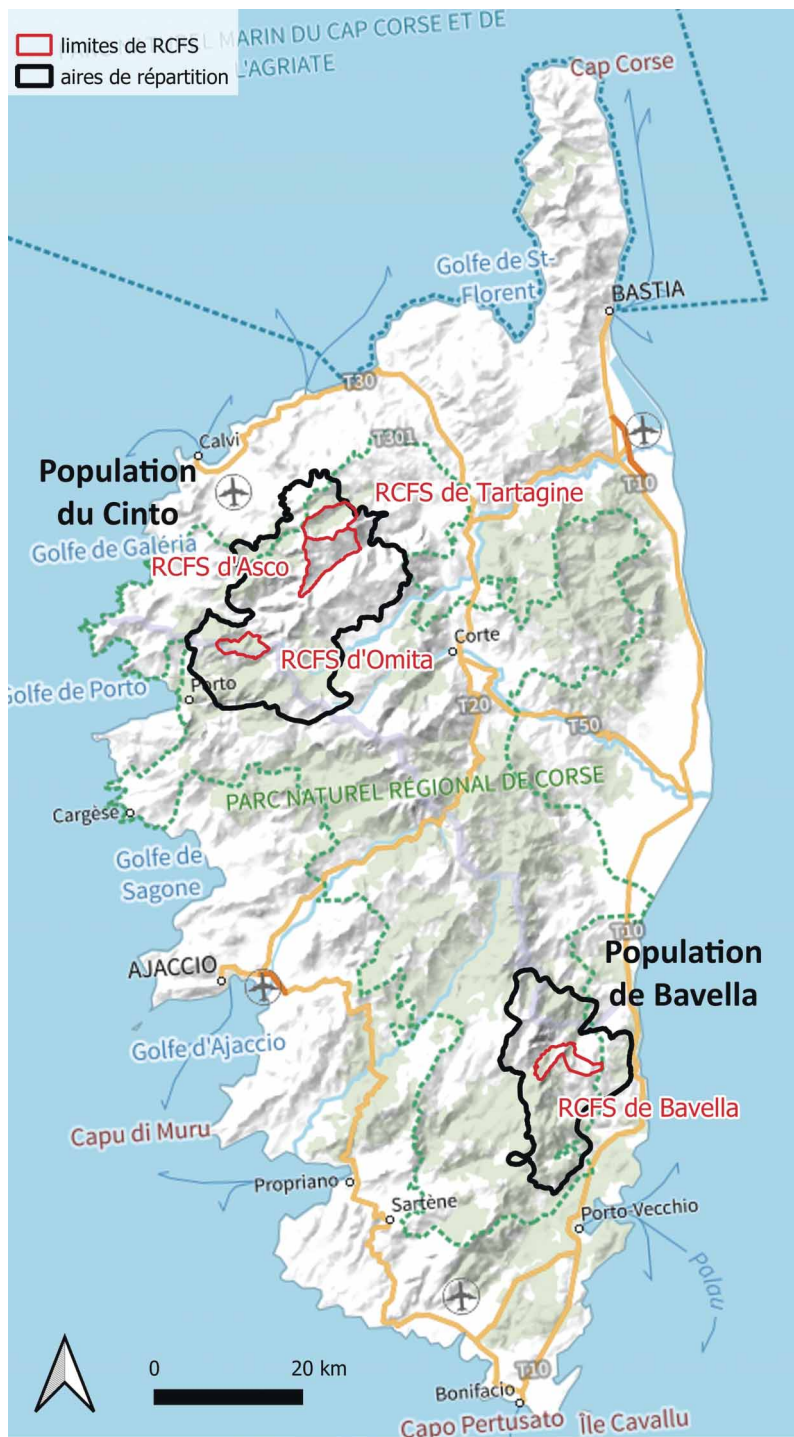 limites de RCFS
aires de répartition
PARC NATUREL MARIN DU CAP CORSE ET DE
L'AGRIATE
Cap Corse
Golfe de St-
Florent
BASTIA
T30
Calvi
T301
T10
Population
du Cinto
RCFS de Tartagine
Golfe de Galéria
RCFS d'Asco
RCFS d'Omita
Corte
Golfe de Porto
Porto
T20
T50
PARC NATUREL RÉGIONAL DE CORSE
Cargèse
Golfe de
Sagone
T10
Population
de Bavella
AJACCIO
Golfe d'Ajaccio
RCFS de Bavella
Capu di Muru
Propriano
Sartène
Porto-Vecchio
palau
0 20 km
T10
Bonifacio
Capo Pertusato
Île Cavallu